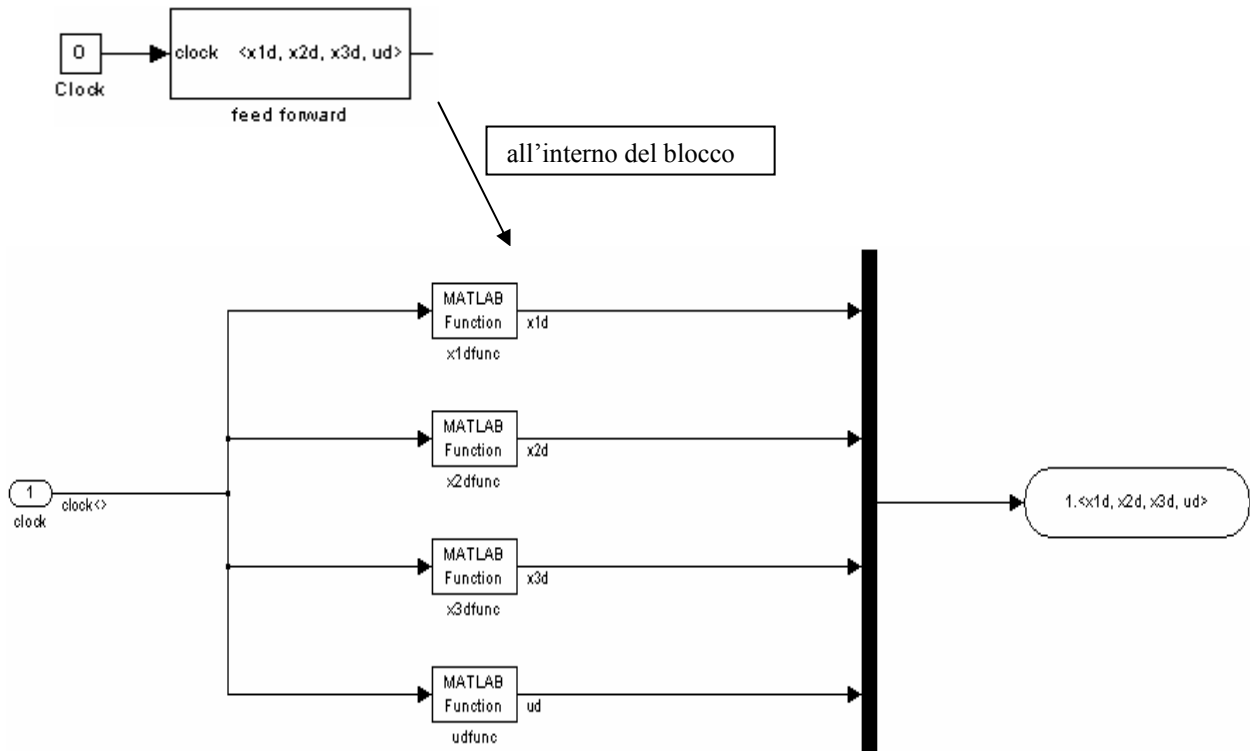 0
Clock
clock <x1d, x2d, x3d, ud>
feed forward
all’interno del blocco
MATLAB
Function
x1d
x1dfunc
MATLAB
Function
x2d
x2dfunc
1
clock
clock<>
1.<x1d, x2d, x3d, ud>
MATLAB
Function
x3d
x3dfunc
MATLAB
Function
ud
udfunc